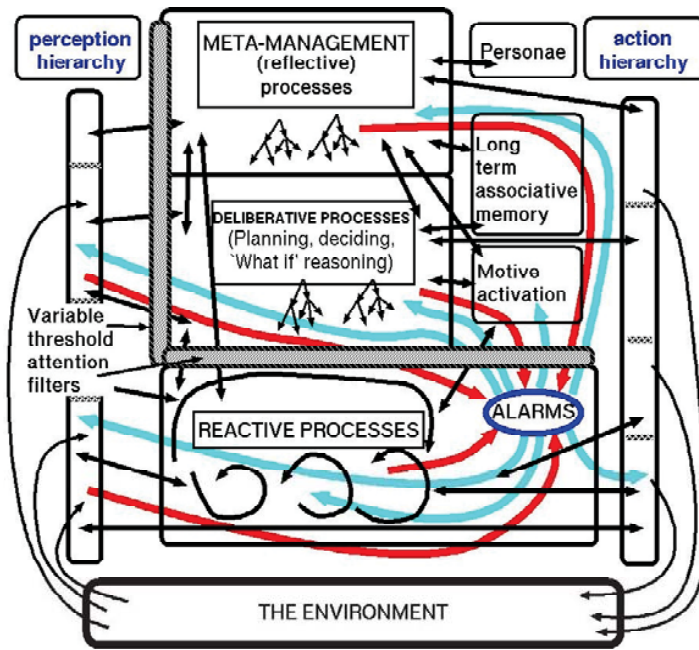 perception
hierarchy
META-MANAGEMENT
(reflective)
processes
Personae
action
hierarchy
Long
term
associative
memory
DELIBERATIVE PROCESSES
(Planning, deciding,
‘What if’ reasoning)
Motive
activation
Variable
threshold
attention
filters
ALARMS
REACTIVE PROCESSES
THE ENVIRONMENT